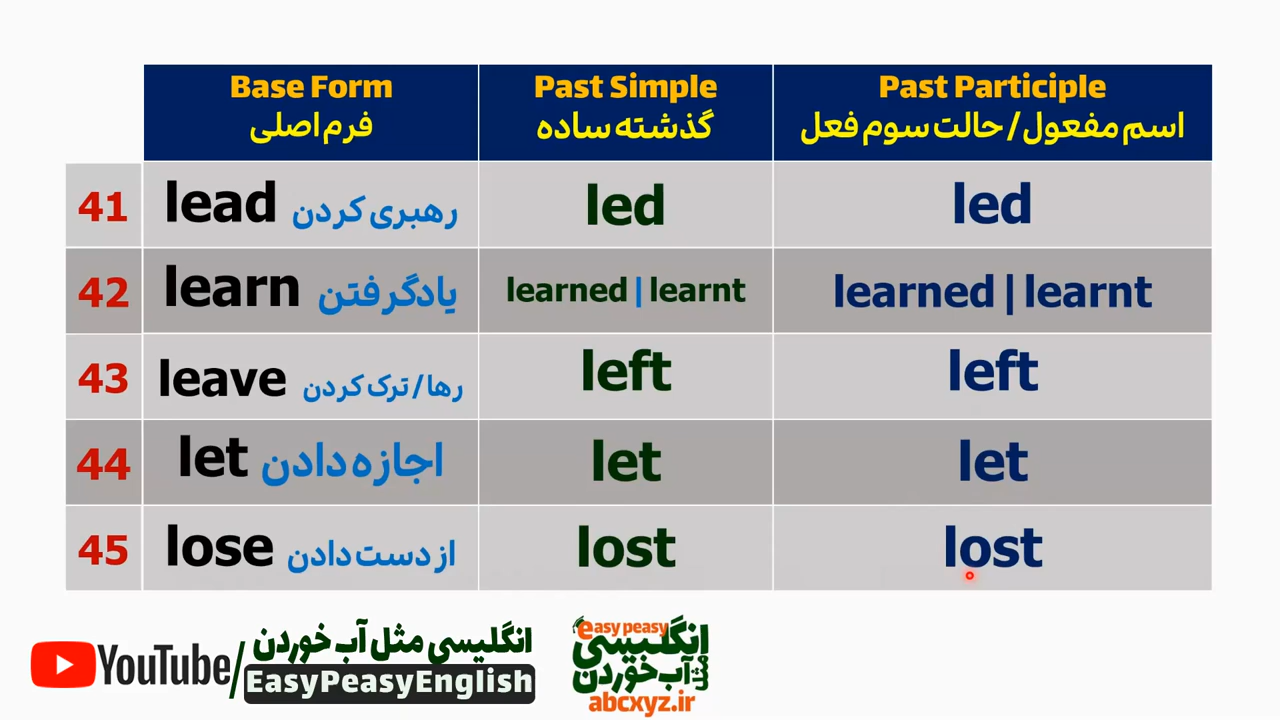 Base Form
فرم اصلی
Past Simple
گذشته ساده
Past Participle
اسم مفعول / حالت سوم فعل
41 lead رهبری کردن led led
42 learn یادگرفتن learned | learnt learned | learnt
43 leave رها / ترک کردن left left
44 let اجازه دادن let let
45 lose از دست دادن lost lost
YouTube/
انگلیسی مثل آب خوردن
EasyPeasyEnglish
easy peasy
انگلیسی
مثل
آب خوردن
abcxyz.ir